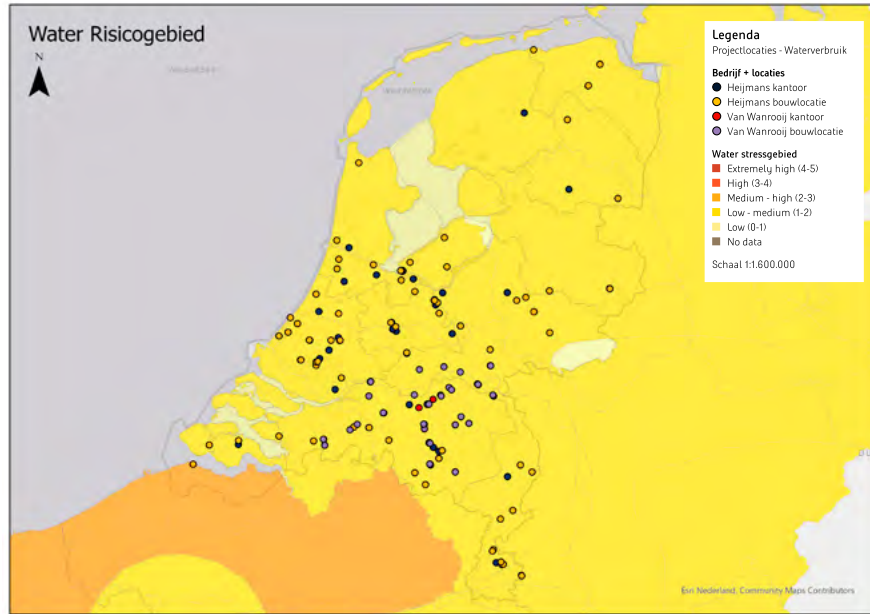 Water Risicogebied
N
Legenda
Projectlocaties - Waterverbruik
Bedrijf + locaties
Heijmans kantoor
Heijmans bouwlocatie
Van Wanrooij kantoor
Van Wanrooij bouwlocatie
Water stressgebied
Extremely high (4-5)
High (3-4)
Medium - high (2-3)
Low - medium (1-2)
Low (0-1)
No data
Schaal 1:1.600.000
Esri Nederland, Community Maps Contributors